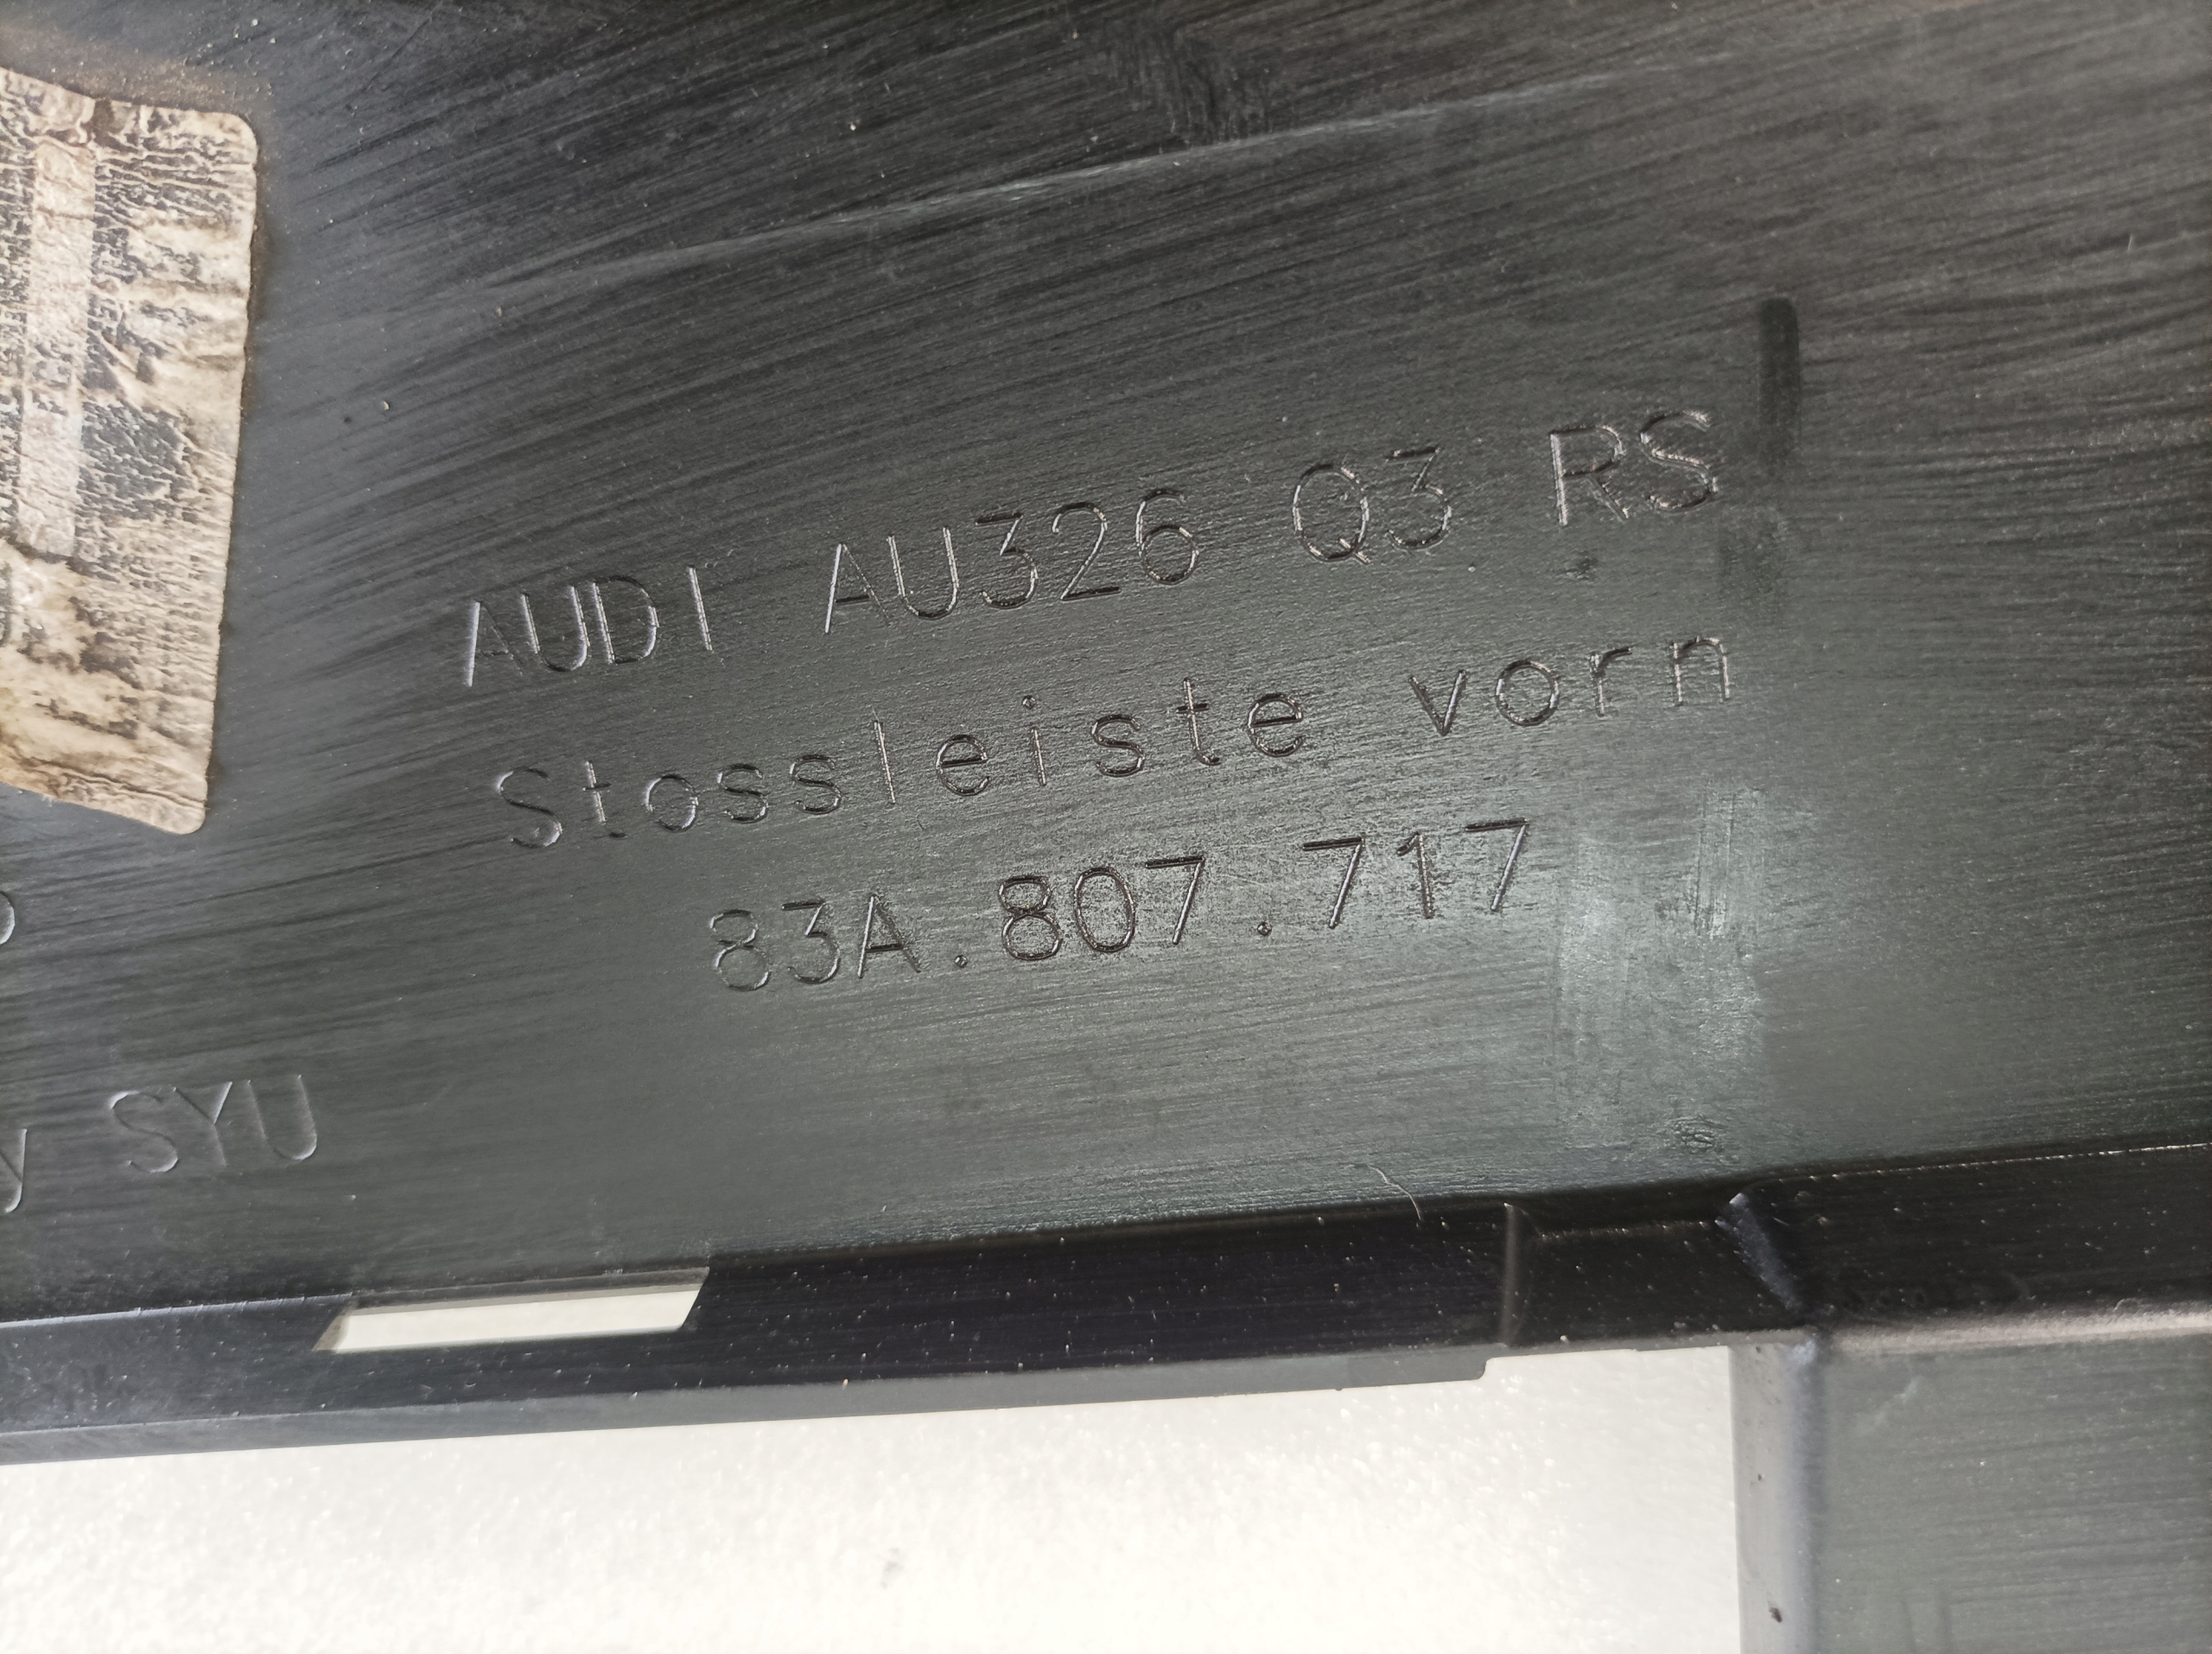 AUDI AU326 Q3 RS
Stossleiste vorn
83A.807.717
SYU